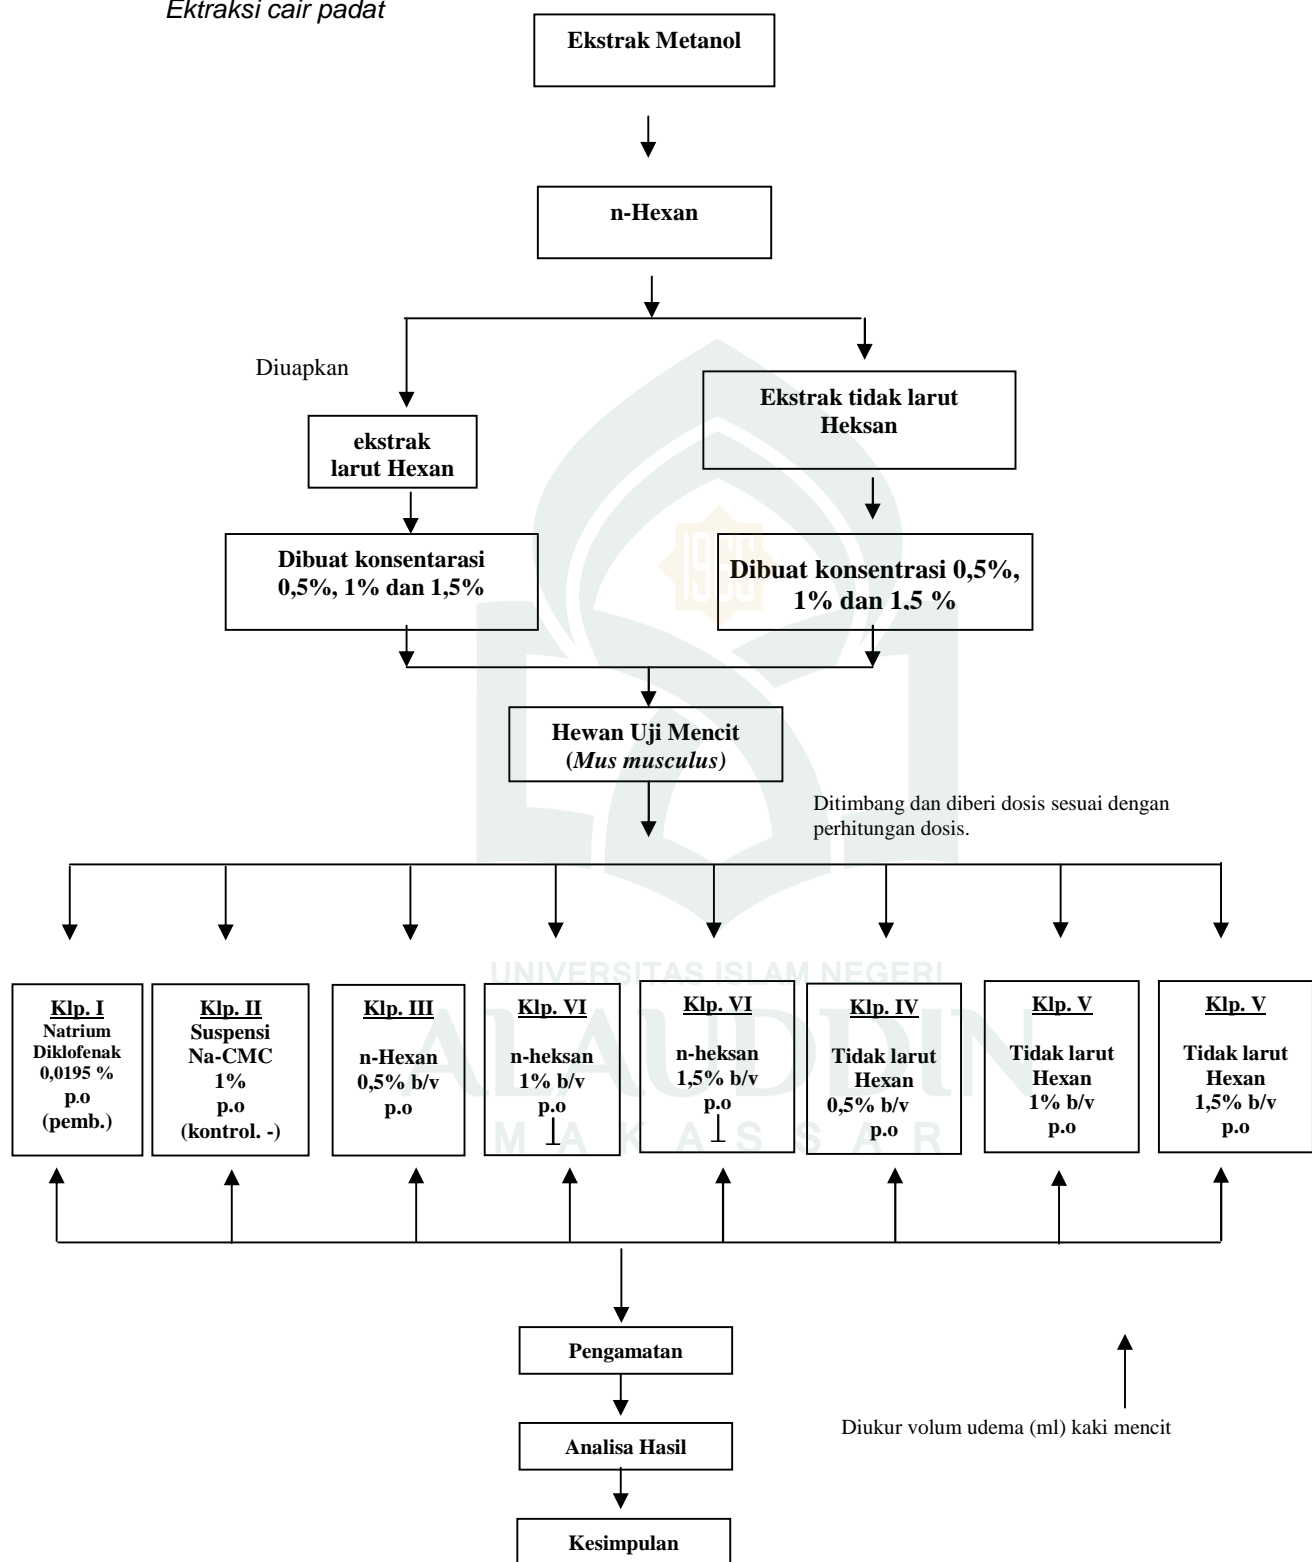 Ektraksi cair padat
Ekstrak Metanol
n-Hexan
Diuapkan
ekstrak
larut Hexan
Ekstrak tidak larut
Heksan
Dibuat konsentarasi
0,5%, 1% dan 1,5%
Dibuat konsentrasi 0,5%,
1% dan 1,5 %
Hewan Uji Mencit
(Mus musculus)
Ditimbang dan diberi dosis sesuai dengan
perhitungan dosis.
Klp. I
Natrium
Diklofenak
0,0195 %
p.o
(pemb.)
Klp. II
Suspensi
Na-CMC
1%
p.o
(kontrol. -)
Klp. III
n-Hexan
0,5% b/v
p.o
Klp. VI
n-heksan
1% b/v
p.o
Klp. VI
n-heksan
1,5% b/v
p.o
Klp. IV
Tidak larut
Hexan
0,5% b/v
p.o
Klp. V
Tidak larut
Hexan
1% b/v
p.o
Klp. V
Tidak larut
Hexan
1,5% b/v
p.o
Pengamatan
Diukur volum udema (ml) kaki mencit
Analisa Hasil
Kesimpulan
1965
UNIVERSITAS ISLAM NEGERI
ALAUDDIN
MAKASSAR